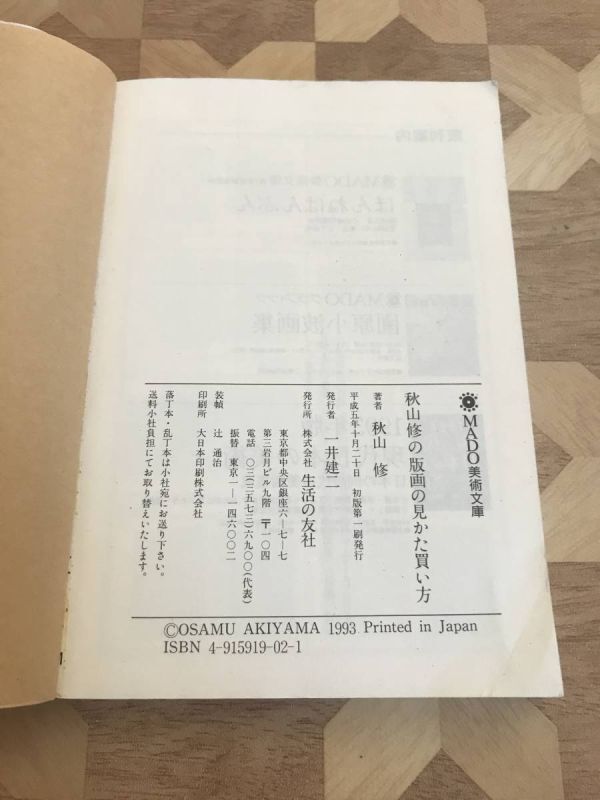 MADO美術文庫
秋山修の版画の見かた買い方
著者 秋山 修
平成五年十月二十日 初版第一刷発行
発行者 一井建二
発行所 株式会社 生活の友社
東京都中央区銀座六−七−七
第三岩月ビル九階 〒一〇四
電話 〇三(三五七三)六九〇〇(代表)
振替 東京一−一四六〇〇二
装幀 辻 通治
印刷所 大日本印刷株式会社
落丁本・乱丁本は小社宛にお送り下さい。
送料小社負担にてお取り替えいたします。
©OSAMU AKIYAMA 1993 Printed in Japan
ISBN 4-915919-02-1